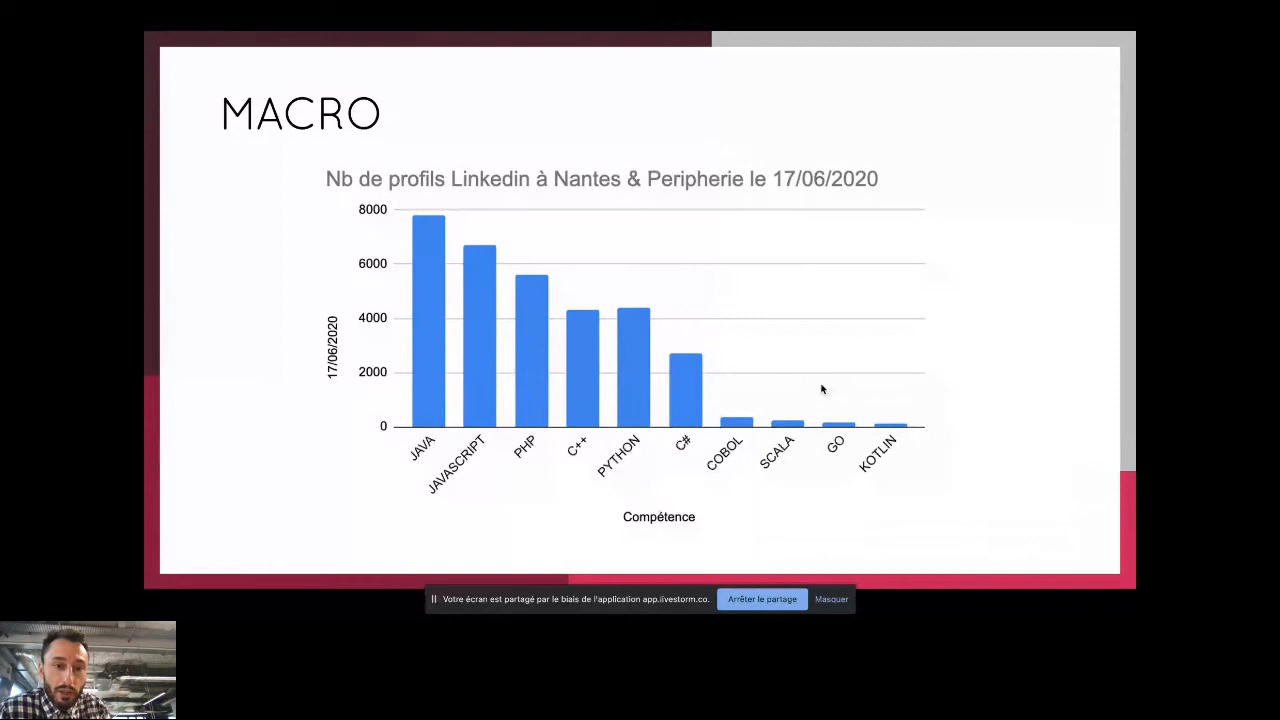 MACRO
Nb de profils Linkedin à Nantes & Peripherie le 17/06/2020
8000
6000
4000
2000
0
17/06/2020
JAVA
JAVASCRIPT
PHP
C++
PYTHON
C#
COBOL
SCALA
GO
KOTLIN
Compétence
Votre écran est partagé par le biais de l'application app.livestorm.co.
Arrêter le partage
Masquer